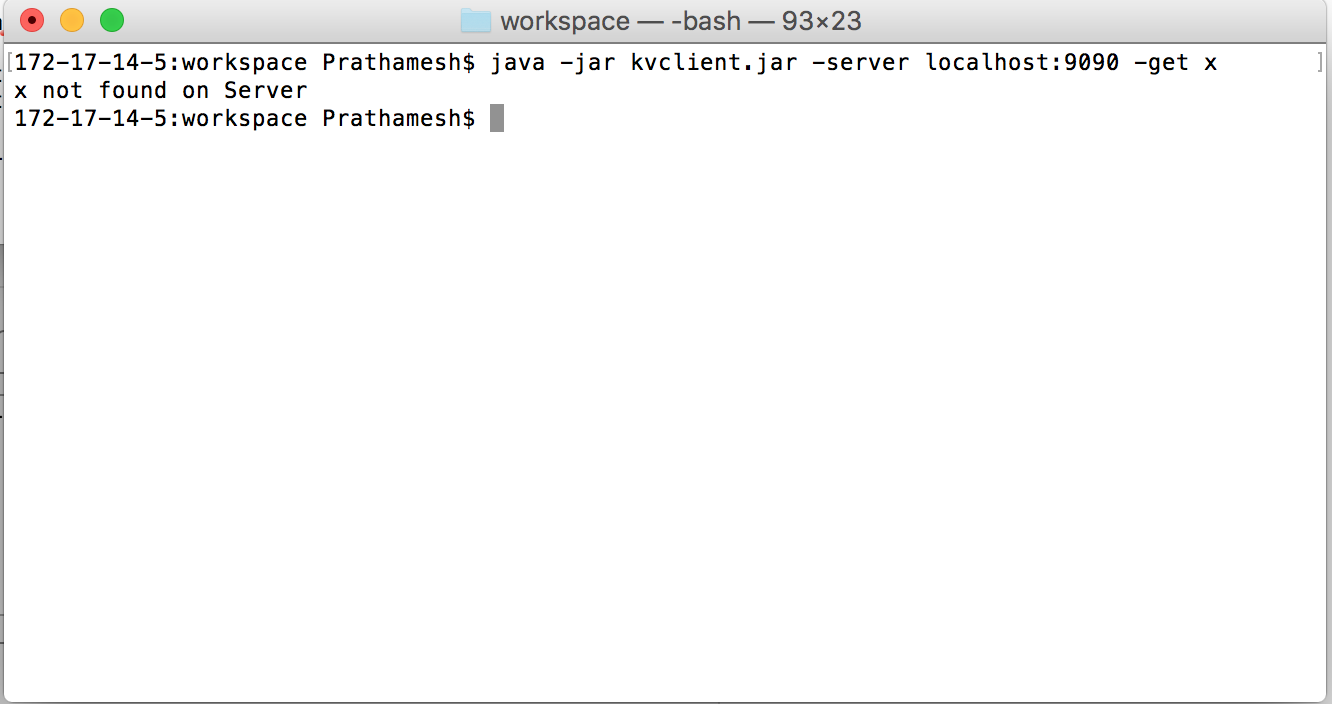 workspace — -bash — 93×23
[172-17-14-5:workspace Prathamesh$ java -jar kvclient.jar -server localhost:9090 -get x ]
x not found on Server
172-17-14-5:workspace Prathamesh$